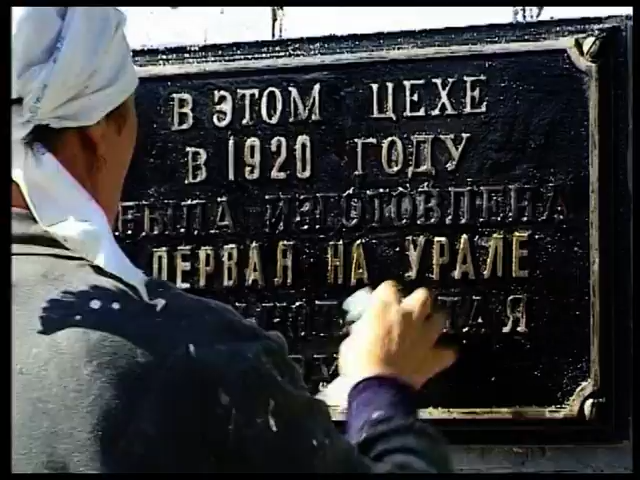 В ЭТОМ ЦЕХЕ
В 1920 ГОДУ
БЫЛА ИЗГОТОВЛЕНА
ПЕРВАЯ НА УРАЛЕ